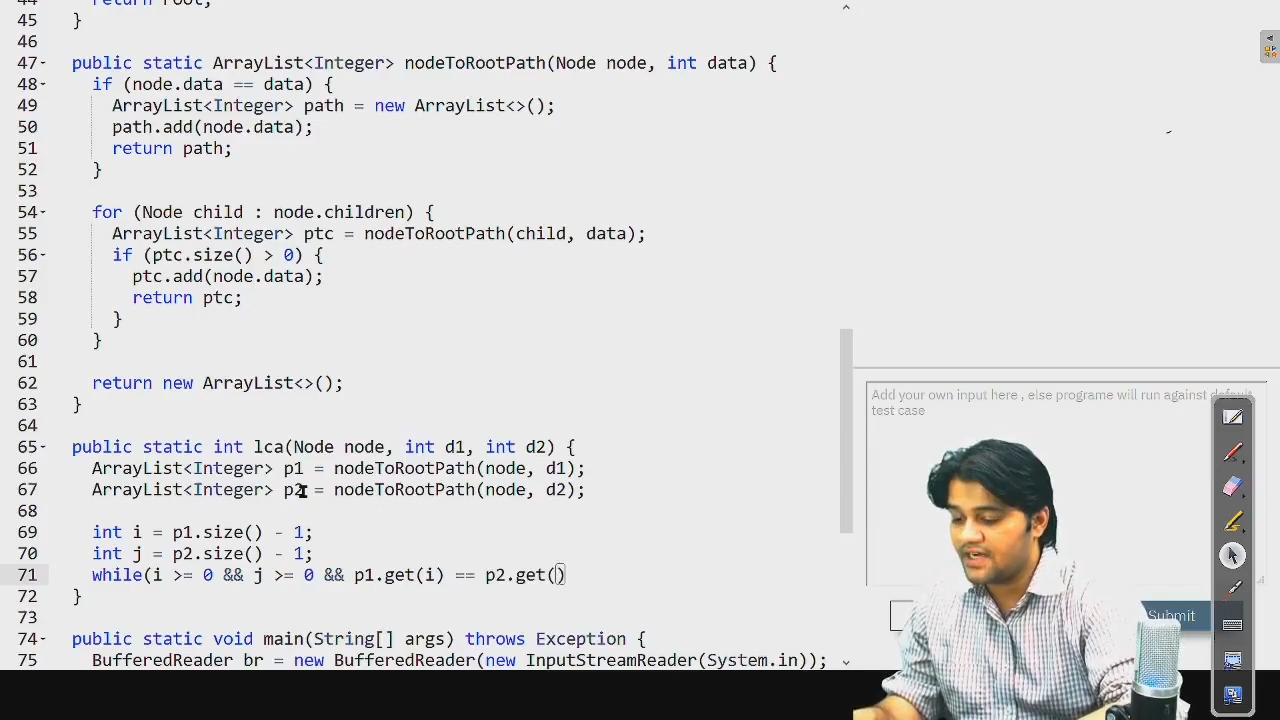 44 return root;
45 }
46
47 public static ArrayList<Integer> nodeToRootPath(Node node, int data) {
48 if (node.data == data) {
49 ArrayList<Integer> path = new ArrayList<>();
50 path.add(node.data);
51 return path;
52 }
53
54 for (Node child : node.children) {
55 ArrayList<Integer> ptc = nodeToRootPath(child, data);
56 if (ptc.size() > 0) {
57 ptc.add(node.data);
58 return ptc;
59 }
60 }
61
62 return new ArrayList<>();
63 }
64
65 public static int lca(Node node, int d1, int d2) {
66 ArrayList<Integer> p1 = nodeToRootPath(node, d1);
67 ArrayList<Integer> p2 = nodeToRootPath(node, d2);
68
69 int i = p1.size() - 1;
70 int j = p2.size() - 1;
71 while(i >= 0 && j >= 0 && p1.get(i) == p2.get()
72 }
73
74 public static void main(String[] args) throws Exception {
75 BufferedReader br = new BufferedReader(new InputStreamReader(System.in));
Add your own input here , else programe will run against default
test case
Submit